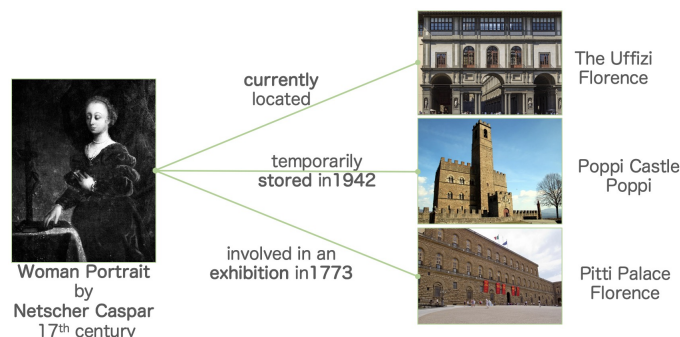 currently
located
The Uffizi
Florence
temporarily
stored in1942
Poppi Castle
Poppi
involved in an
exhibition in1773
Pitti Palace
Florence
Woman Portrait
by
Netscher Caspar
17th century